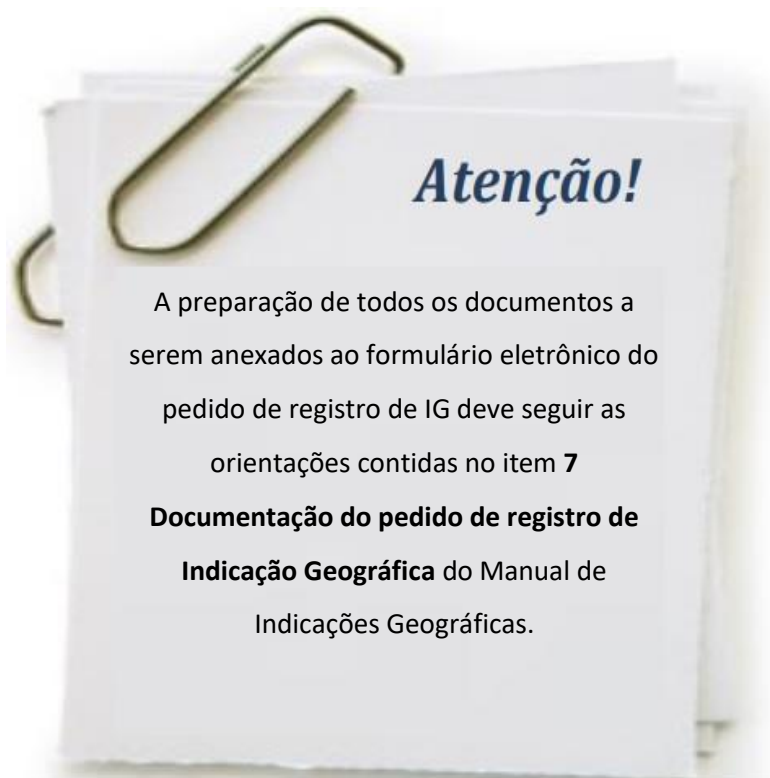 Atenção!
A preparação de todos os documentos a
serem anexados ao formulário eletrônico do
pedido de registro de IG deve seguir as
orientações contidas no item 7
Documentação do pedido de registro de
Indicação Geográfica do Manual de
Indicações Geográficas.